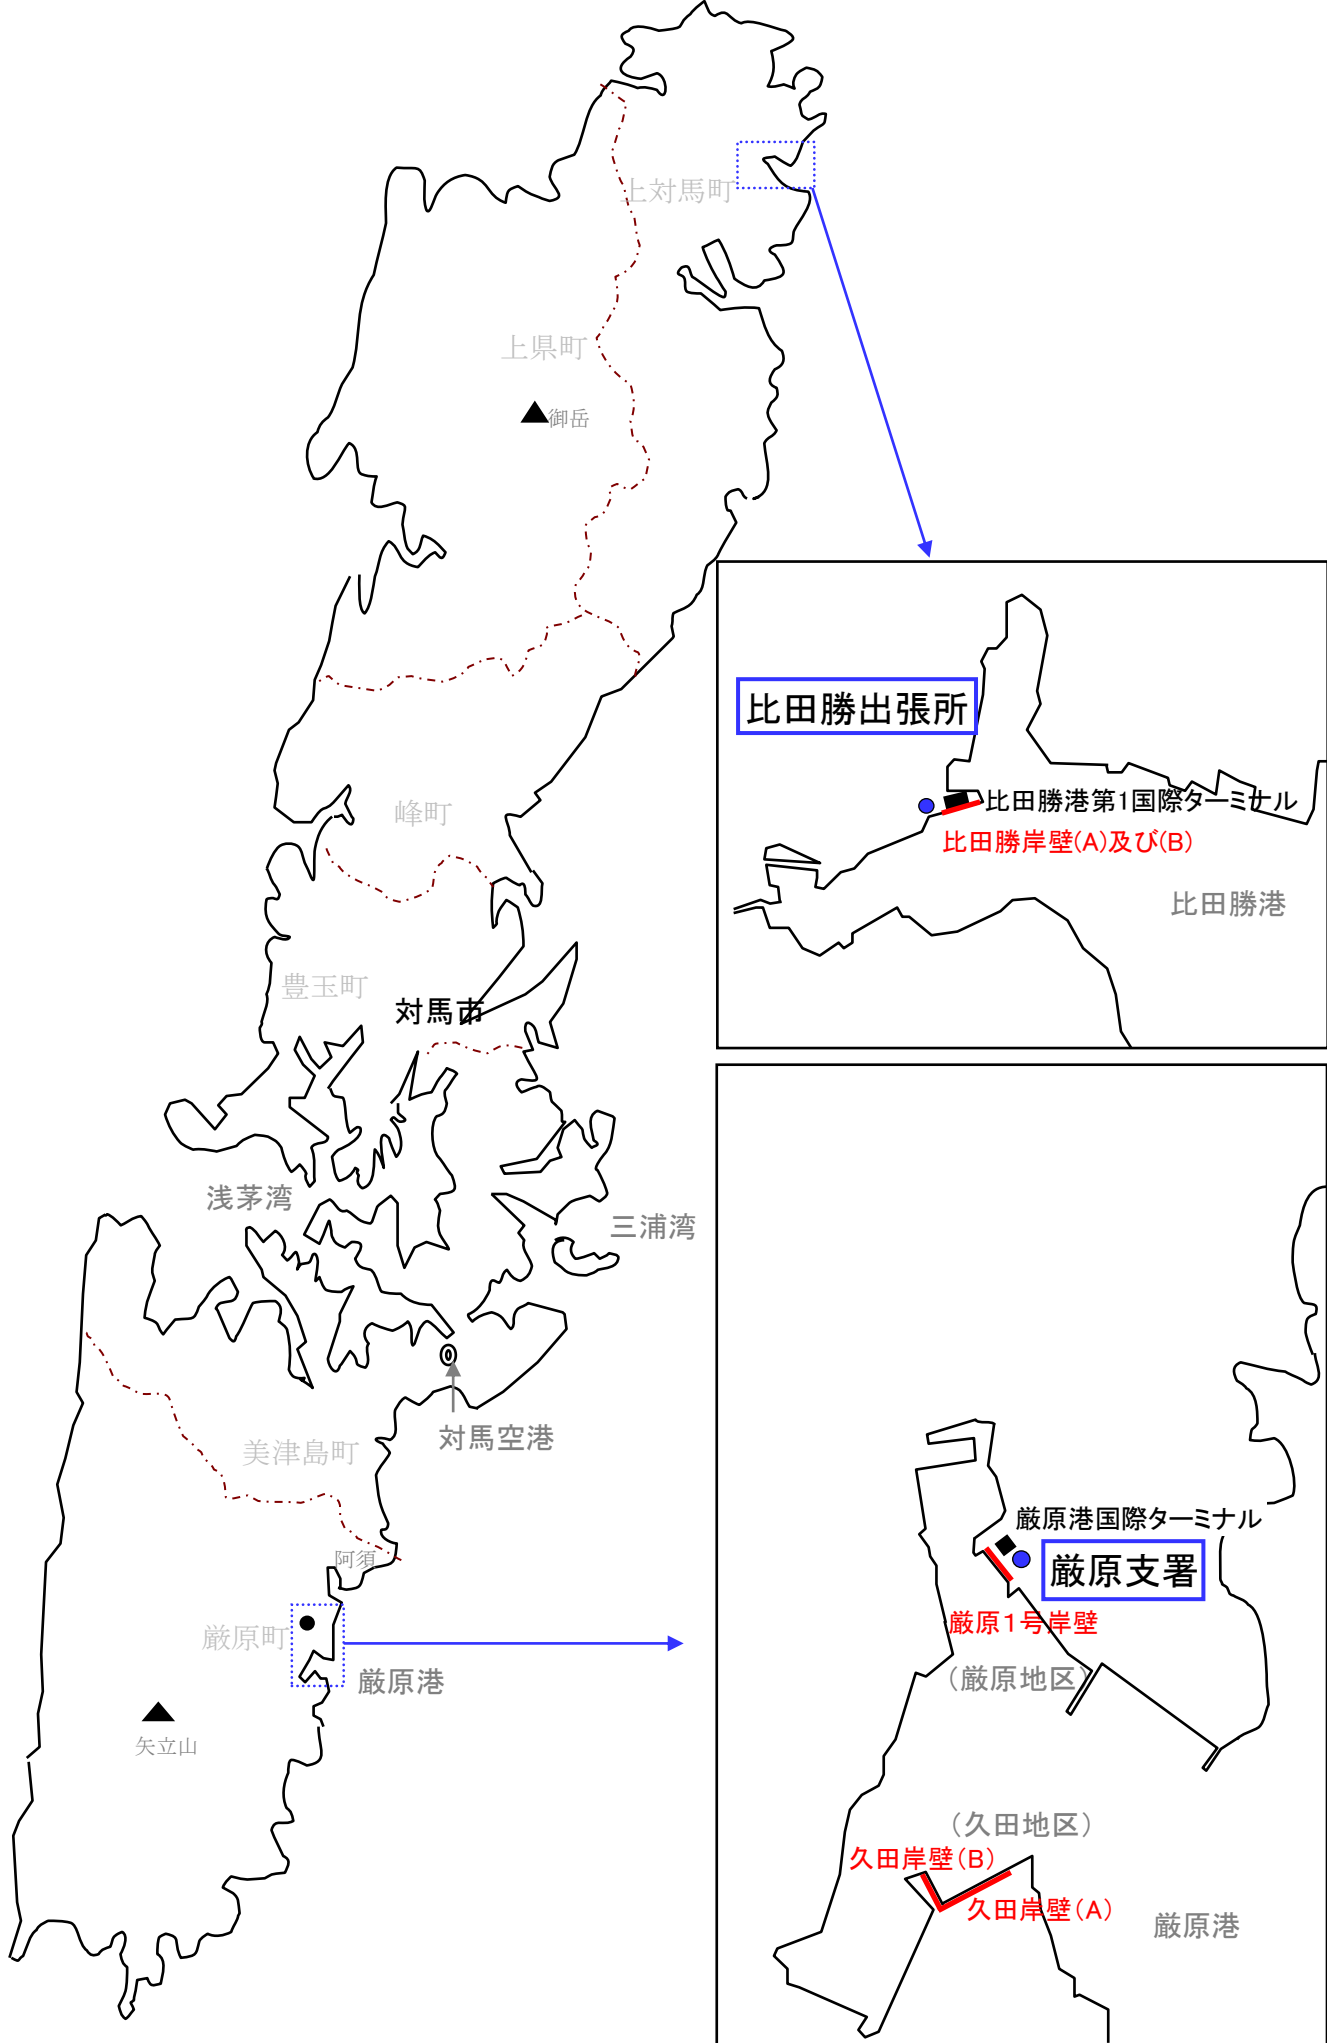 上対馬町
上県町
御岳
比田勝出張所
比田勝港第1国際ターミナル
比田勝岸壁(A)及び(B)
比田勝港
峰町
豊玉町
対馬市
浅茅湾
三浦湾
対馬空港
美津島町
阿須
厳原町
厳原港
矢立山
厳原港国際ターミナル
厳原支署
厳原1号岸壁
（厳原地区）
（久田地区）
久田岸壁(B)
久田岸壁(A)
厳原港